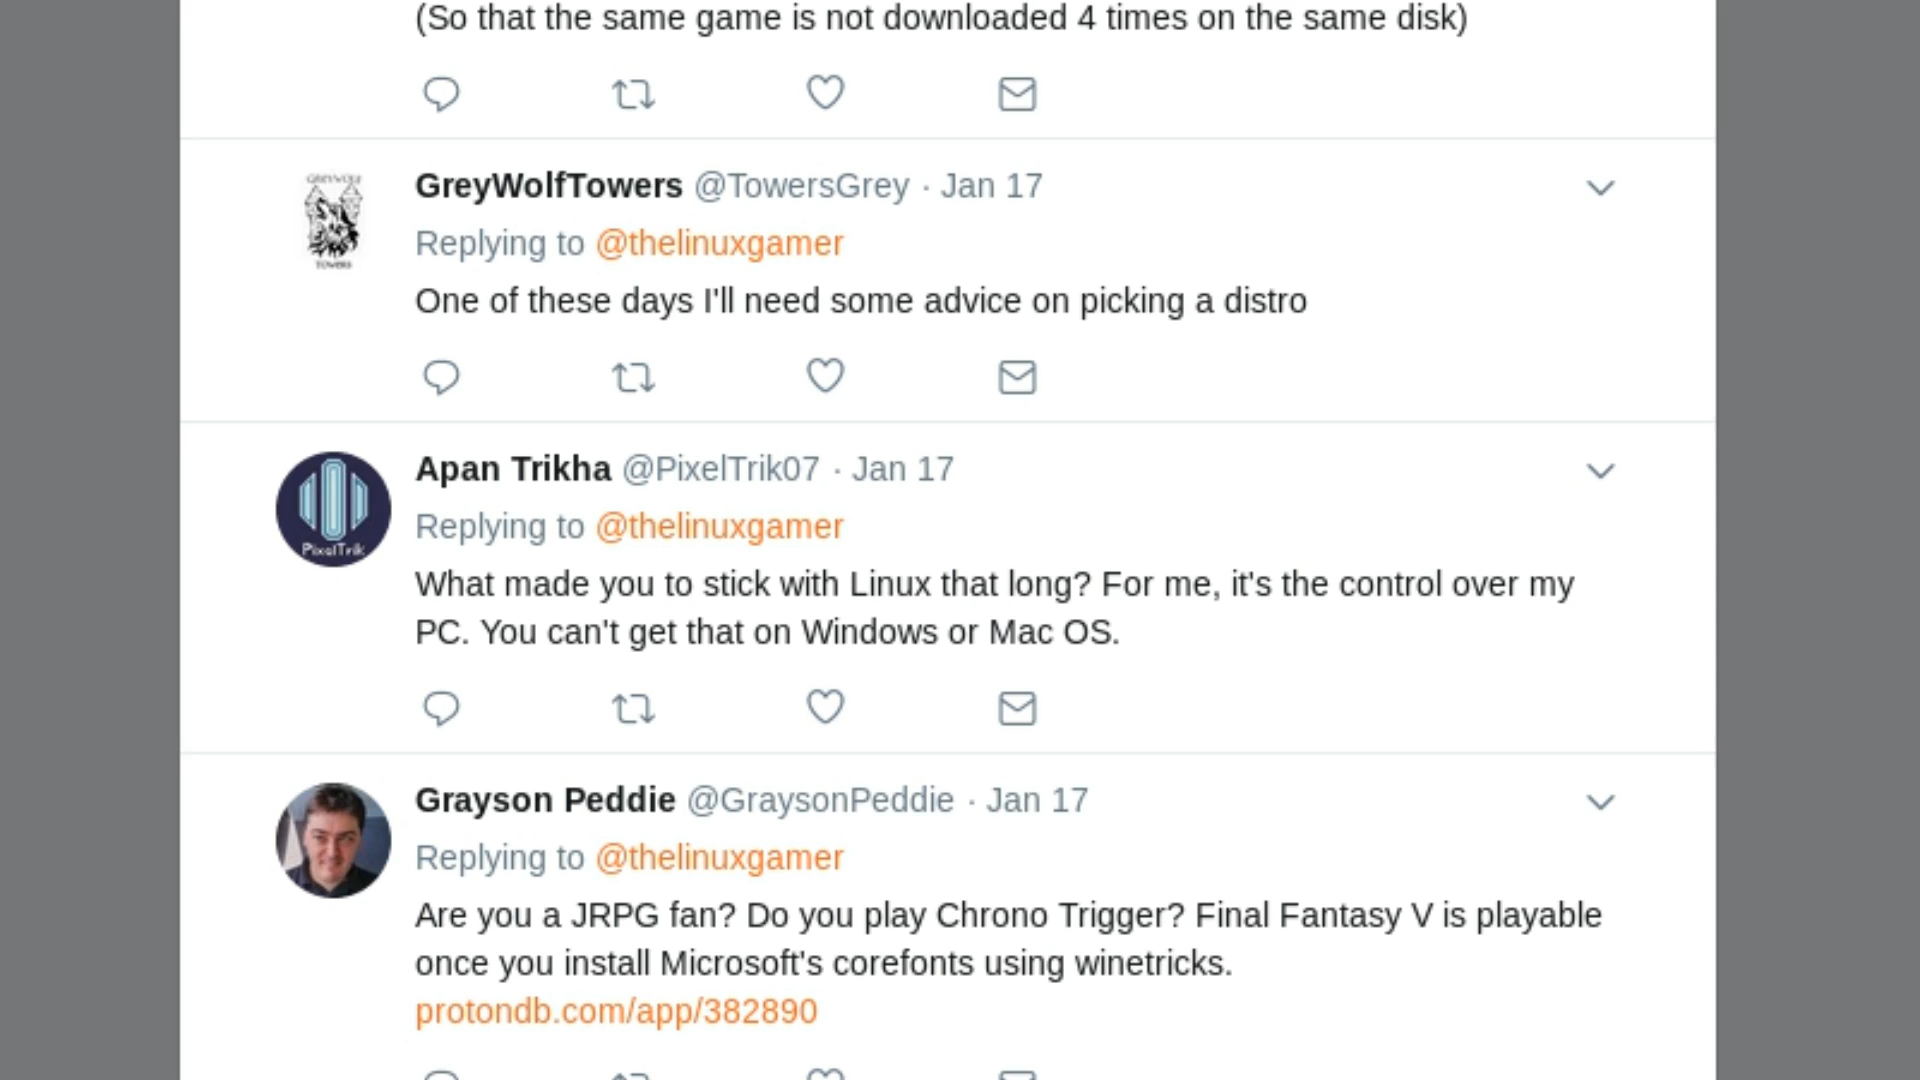 (So that the same game is not downloaded 4 times on the same disk)
GREYWOLF
TOWERS
GreyWolfTowers @TowersGrey · Jan 17
Replying to @thelinuxgamer
One of these days I'll need some advice on picking a distro
PixelTrik
Apan Trikha @PixelTrik07 · Jan 17
Replying to @thelinuxgamer
What made you to stick with Linux that long? For me, it's the control over my
PC. You can't get that on Windows or Mac OS.
Grayson Peddie @GraysonPeddie · Jan 17
Replying to @thelinuxgamer
Are you a JRPG fan? Do you play Chrono Trigger? Final Fantasy V is playable
once you install Microsoft's corefonts using winetricks.
protondb.com/app/382890